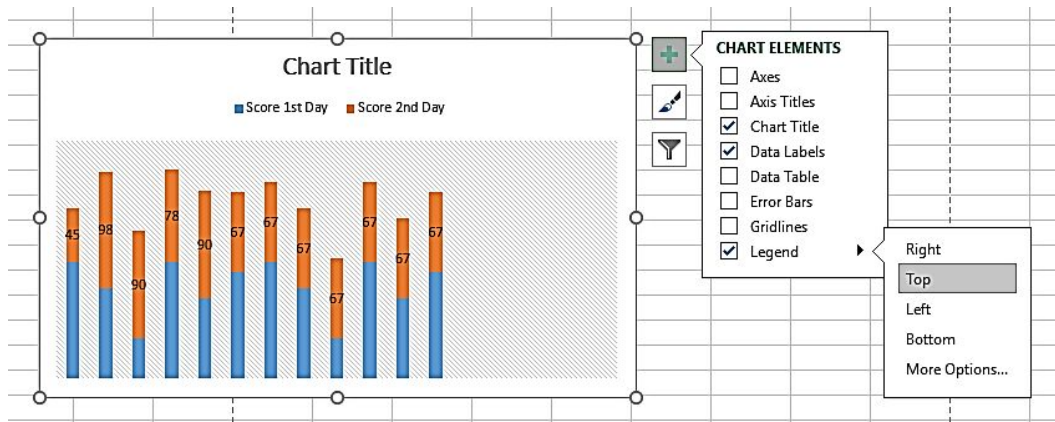 Chart Title
Score 1st Day Score 2nd Day
45
98
90
78
90
67
67
67
67
67
67
67
CHART ELEMENTS
Axes
Axis Titles
Chart Title
Data Labels
Data Table
Error Bars
Gridlines
Legend
Right
Top
Left
Bottom
More Options...